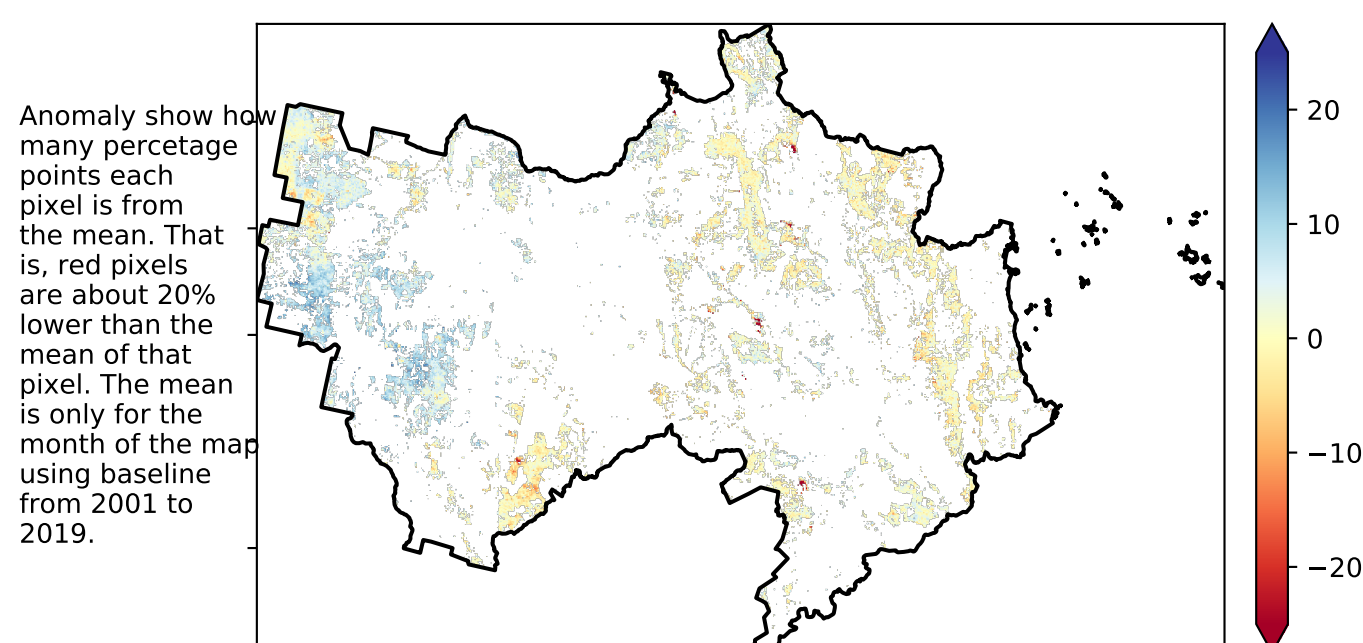 Anomaly show how
many percetage
points each
pixel is from
the mean. That
is, red pixels
are about 20%
lower than the
mean of that
pixel. The mean
is only for the
month of the map
using baseline
from 2001 to
2019.
20
10
0
−10
−20